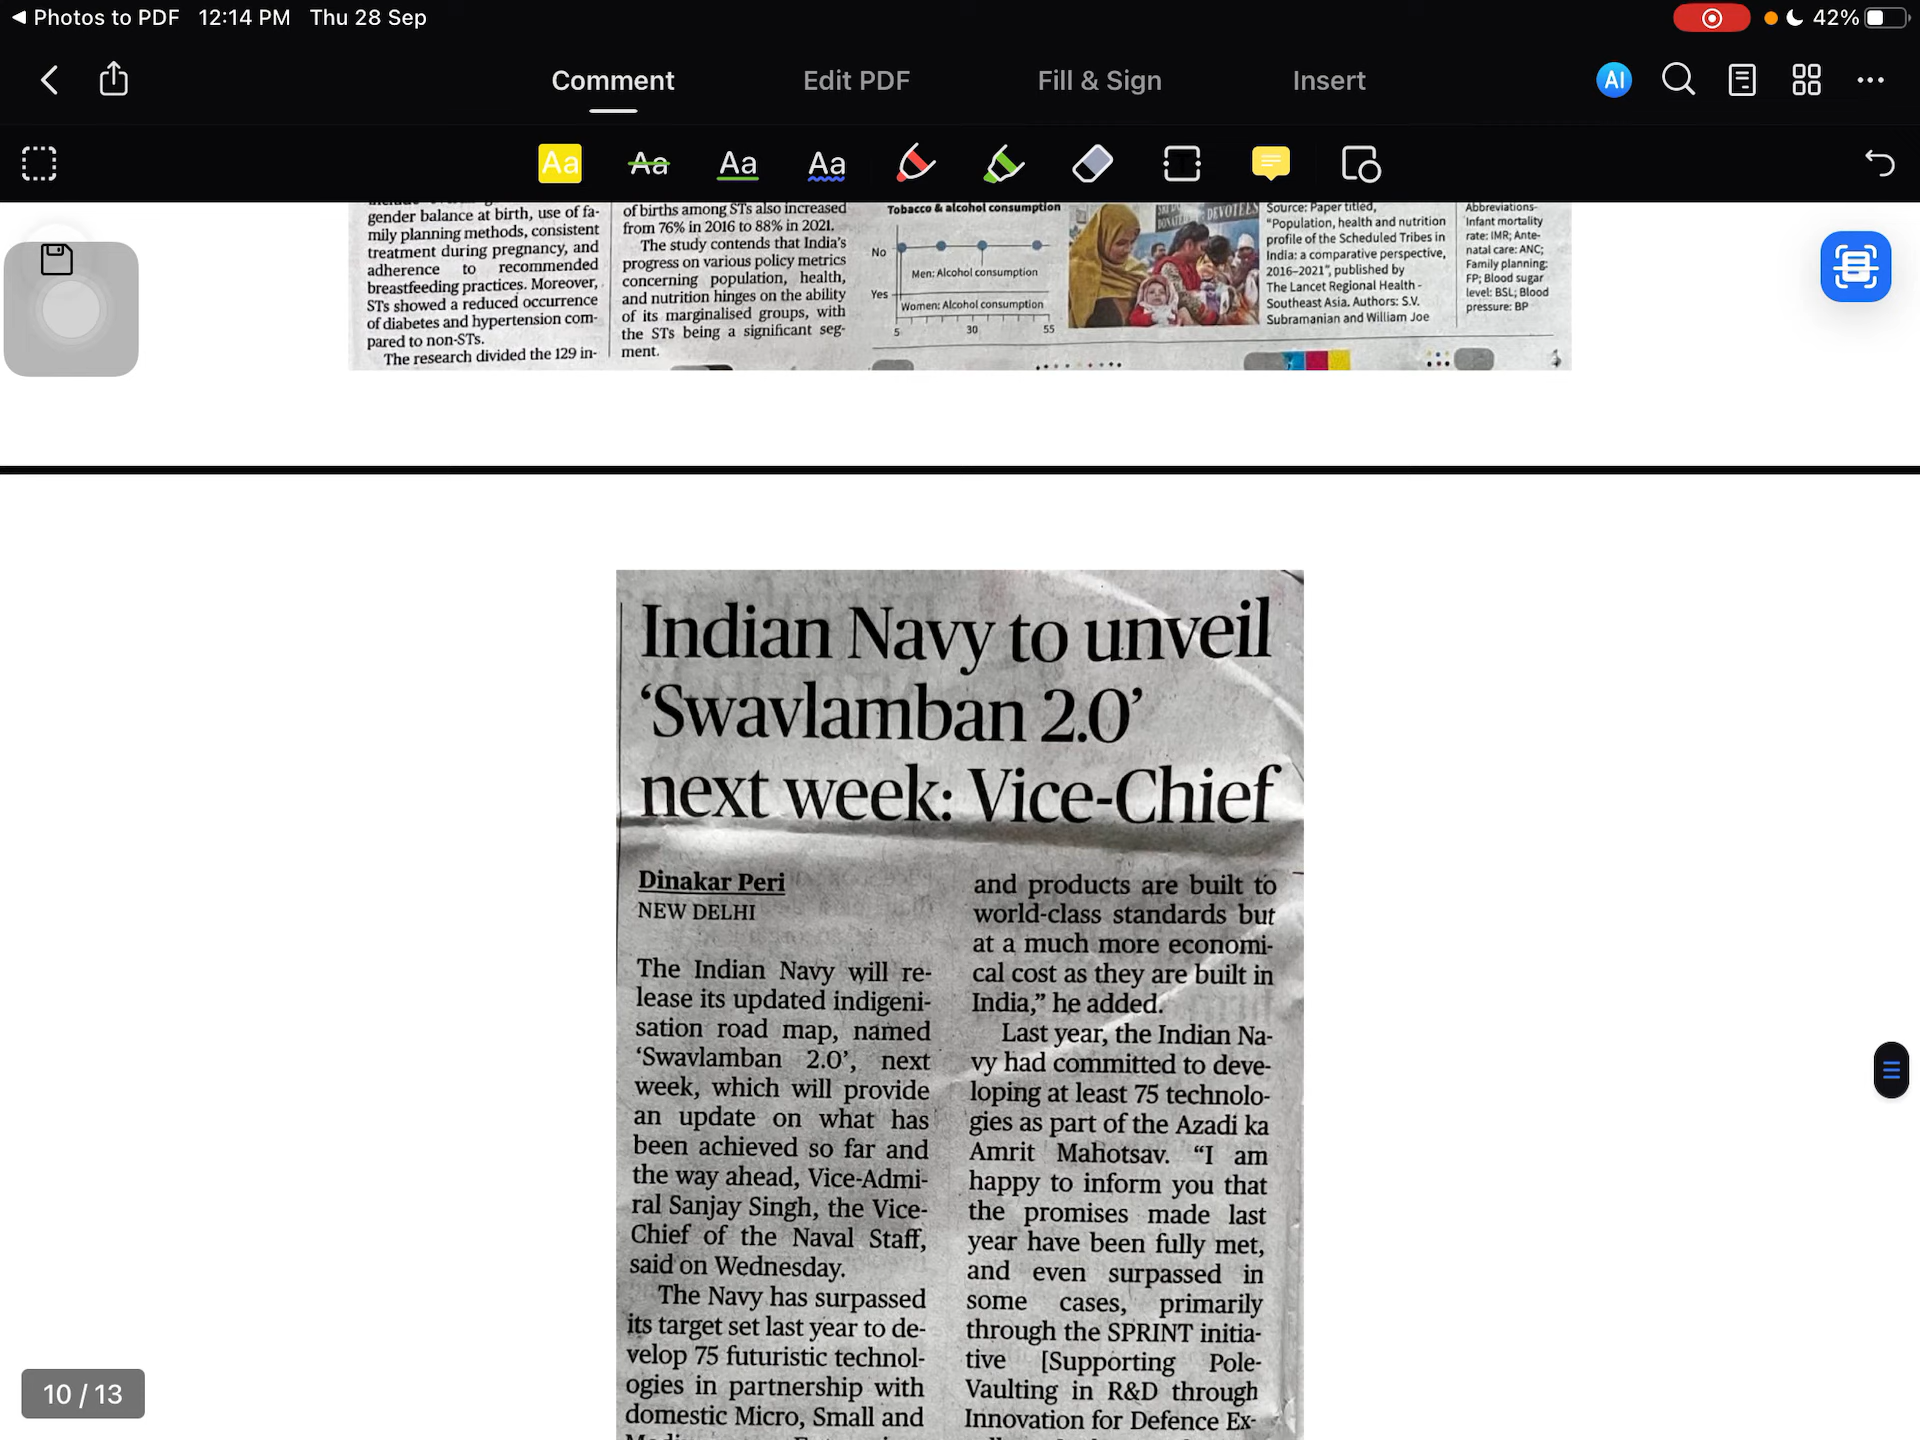 Photos to PDF 12:14 PM Thu 28 Sep
42%
Comment
Edit PDF
Fill & Sign
Insert
AI
Aa
Aa
Aa
Aa
T
gender balance at birth, use of fa-
mily planning methods, consistent
treatment during pregnancy, and
adherence to recommended
breastfeeding practices. Moreover,
STs showed a reduced occurrence
of diabetes and hypertension com-
pared to non-STs.
The research divided the 129 in-
of births among STs also increased
from 76% in 2016 to 88% in 2021.
The study contends that India's
progress on various policy metrics
concerning population, health,
and nutrition hinges on the ability
of its marginalised groups, with
the STs being a significant seg-
ment.
Tobacco & alcohol consumption
No
Men: Alcohol consumption
Yes
Women: Alcohol consumption
5 30 55
DEVOTEES
Source: Paper titled,
"Population, health and nutrition
profile of the Scheduled Tribes in
India: a comparative perspective,
2016–2021", published by
The Lancet Regional Health -
Southeast Asia. Authors: S.V.
Subramanian and William Joe
Abbreviations-
Infant mortality
rate: IMR; Ante-
natal care: ANC;
Family planning:
FP; Blood sugar
level: BSL; Blood
pressure: BP
Indian Navy to unveil
‘Swavlamban 2.0’
next week: Vice-Chief
Dinakar Peri
NEW DELHI
The Indian Navy will re-
lease its updated indigeni-
sation road map, named
‘Swavlamban 2.0’, next
week, which will provide
an update on what has
been achieved so far and
the way ahead, Vice-Admi-
ral Sanjay Singh, the Vice-
Chief of the Naval Staff,
said on Wednesday.
The Navy has surpassed
its target set last year to de-
velop 75 futuristic technol-
ogies in partnership with
domestic Micro, Small and
and products are built to
world-class standards but
at a much more economi-
cal cost as they are built in
India,” he added.
Last year, the Indian Na-
vy had committed to deve-
loping at least 75 technolo-
gies as part of the Azadi ka
Amrit Mahotsav. “I am
happy to inform you that
the promises made last
year have been fully met,
and even surpassed in
some cases, primarily
through the SPRINT initia-
tive [Supporting Pole-
Vaulting in R&D through
Innovation for Defence Ex-
10 / 13